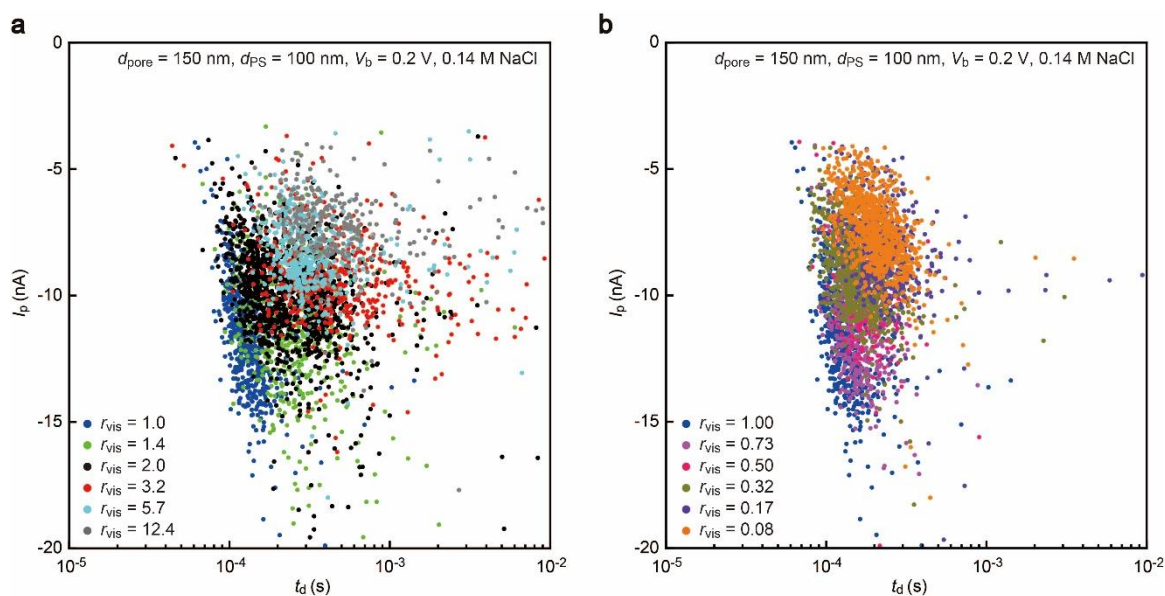 a
d_pore = 150 nm, d_PS = 100 nm, V_b = 0.2 V, 0.14 M NaCl
0
-5
-10
-15
-20
I_p (nA)
r_vis = 1.0
r_vis = 1.4
r_vis = 2.0
r_vis = 3.2
r_vis = 5.7
r_vis = 12.4
10^-5
10^-4
10^-3
10^-2
t_d (s)
b
d_pore = 150 nm, d_PS = 100 nm, V_b = 0.2 V, 0.14 M NaCl
0
-5
-10
-15
-20
I_p (nA)
r_vis = 1.00
r_vis = 0.73
r_vis = 0.50
r_vis = 0.32
r_vis = 0.17
r_vis = 0.08
10^-5
10^-4
10^-3
10^-2
t_d (s)